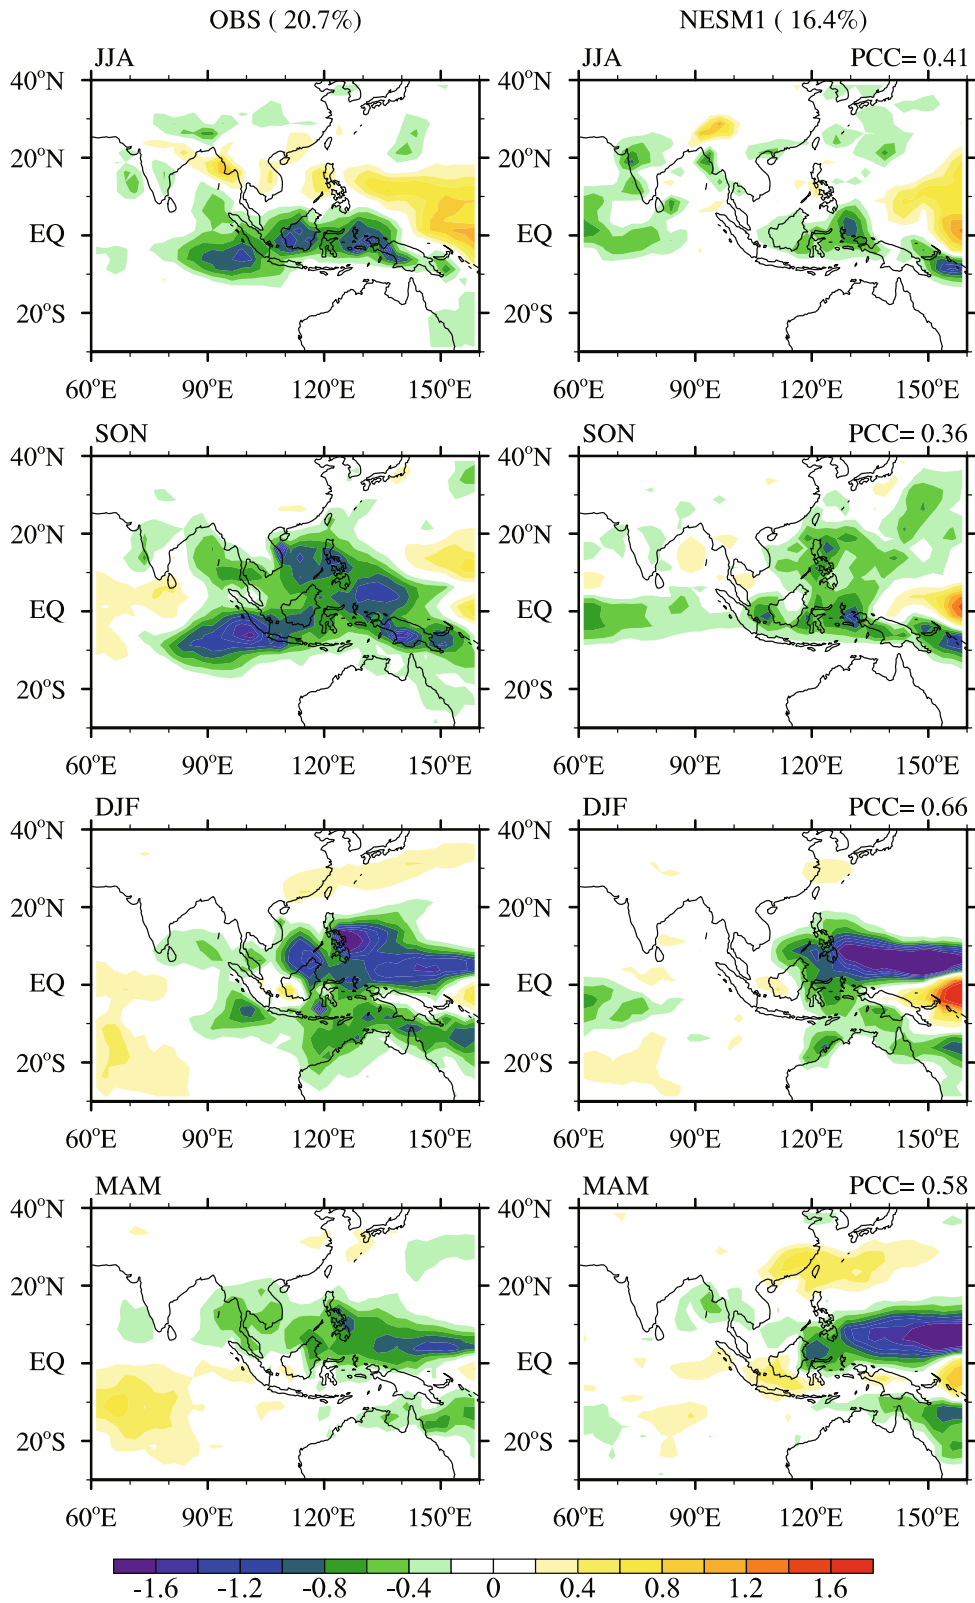 OBS ( 20.7%) NESM1 ( 16.4%)
JJA JJA PCC= 0.41
40°N 40°N
20°N 20°N
EQ EQ
20°S 20°S
60°E 90°E 120°E 150°E 60°E 90°E 120°E 150°E
SON SON PCC= 0.36
40°N 40°N
20°N 20°N
EQ EQ
20°S 20°S
60°E 90°E 120°E 150°E 60°E 90°E 120°E 150°E
DJF DJF PCC= 0.66
40°N 40°N
20°N 20°N
EQ EQ
20°S 20°S
60°E 90°E 120°E 150°E 60°E 90°E 120°E 150°E
MAM MAM PCC= 0.58
40°N 40°N
20°N 20°N
EQ EQ
20°S 20°S
60°E 90°E 120°E 150°E 60°E 90°E 120°E 150°E
-1.6 -1.2 -0.8 -0.4 0 0.4 0.8 1.2 1.6